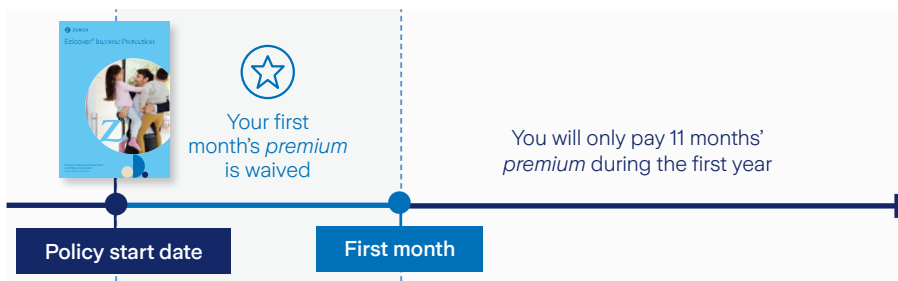 ZURICH
Ezicover® Income Protection
Z
Your first
month's premium
is waived
You will only pay 11 months'
premium during the first year
Policy start date
First month